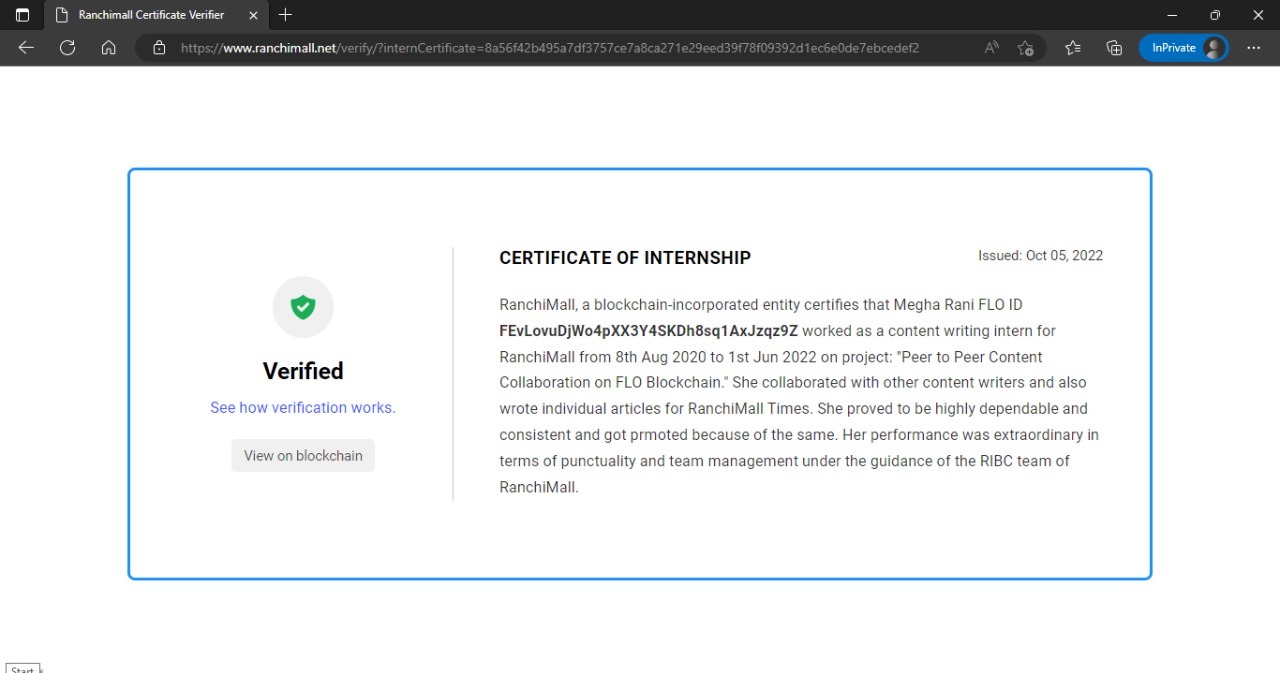 Ranchimall Certificate Verifier
https://www.ranchimall.net/verify/?internCertificate=8a56f42b495a7df3757ce7a8ca271e29eed39f78f09392d1ec6e0de7ebcedef2
InPrivate
CERTIFICATE OF INTERNSHIP
Issued: Oct 05, 2022
RanchiMall, a blockchain-incorporated entity certifies that Megha Rani FLO ID
FEvLovuDjWo4pXX3Y4SKDh8sq1AxJzqz9Z worked as a content writing intern for
RanchiMall from 8th Aug 2020 to 1st Jun 2022 on project: "Peer to Peer Content
Collaboration on FLO Blockchain." She collaborated with other content writers and also
wrote individual articles for RanchiMall Times. She proved to be highly dependable and
consistent and got prmoted because of the same. Her performance was extraordinary in
terms of punctuality and team management under the guidance of the RIBC team of
RanchiMall.
Verified
See how verification works.
View on blockchain
Start